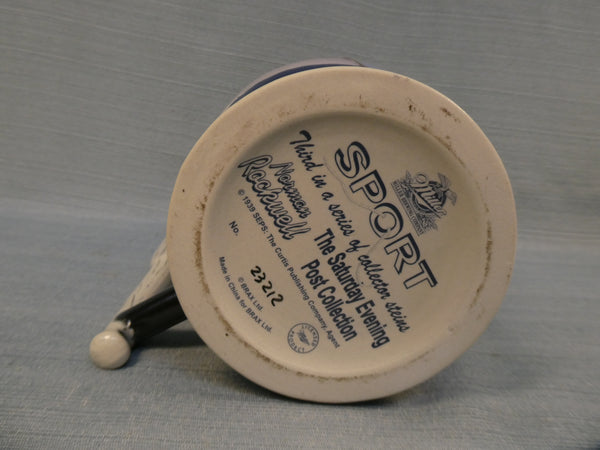 Miller
SPORT
Third in a series of collector steins
The Saturday Evening
Post Collection
Norman
Rockwell
© 1939 SEPS: The Curtis Publishing Company, Agent
No. 23212
© BRAX Ltd.
Made in China for BRAX Ltd.